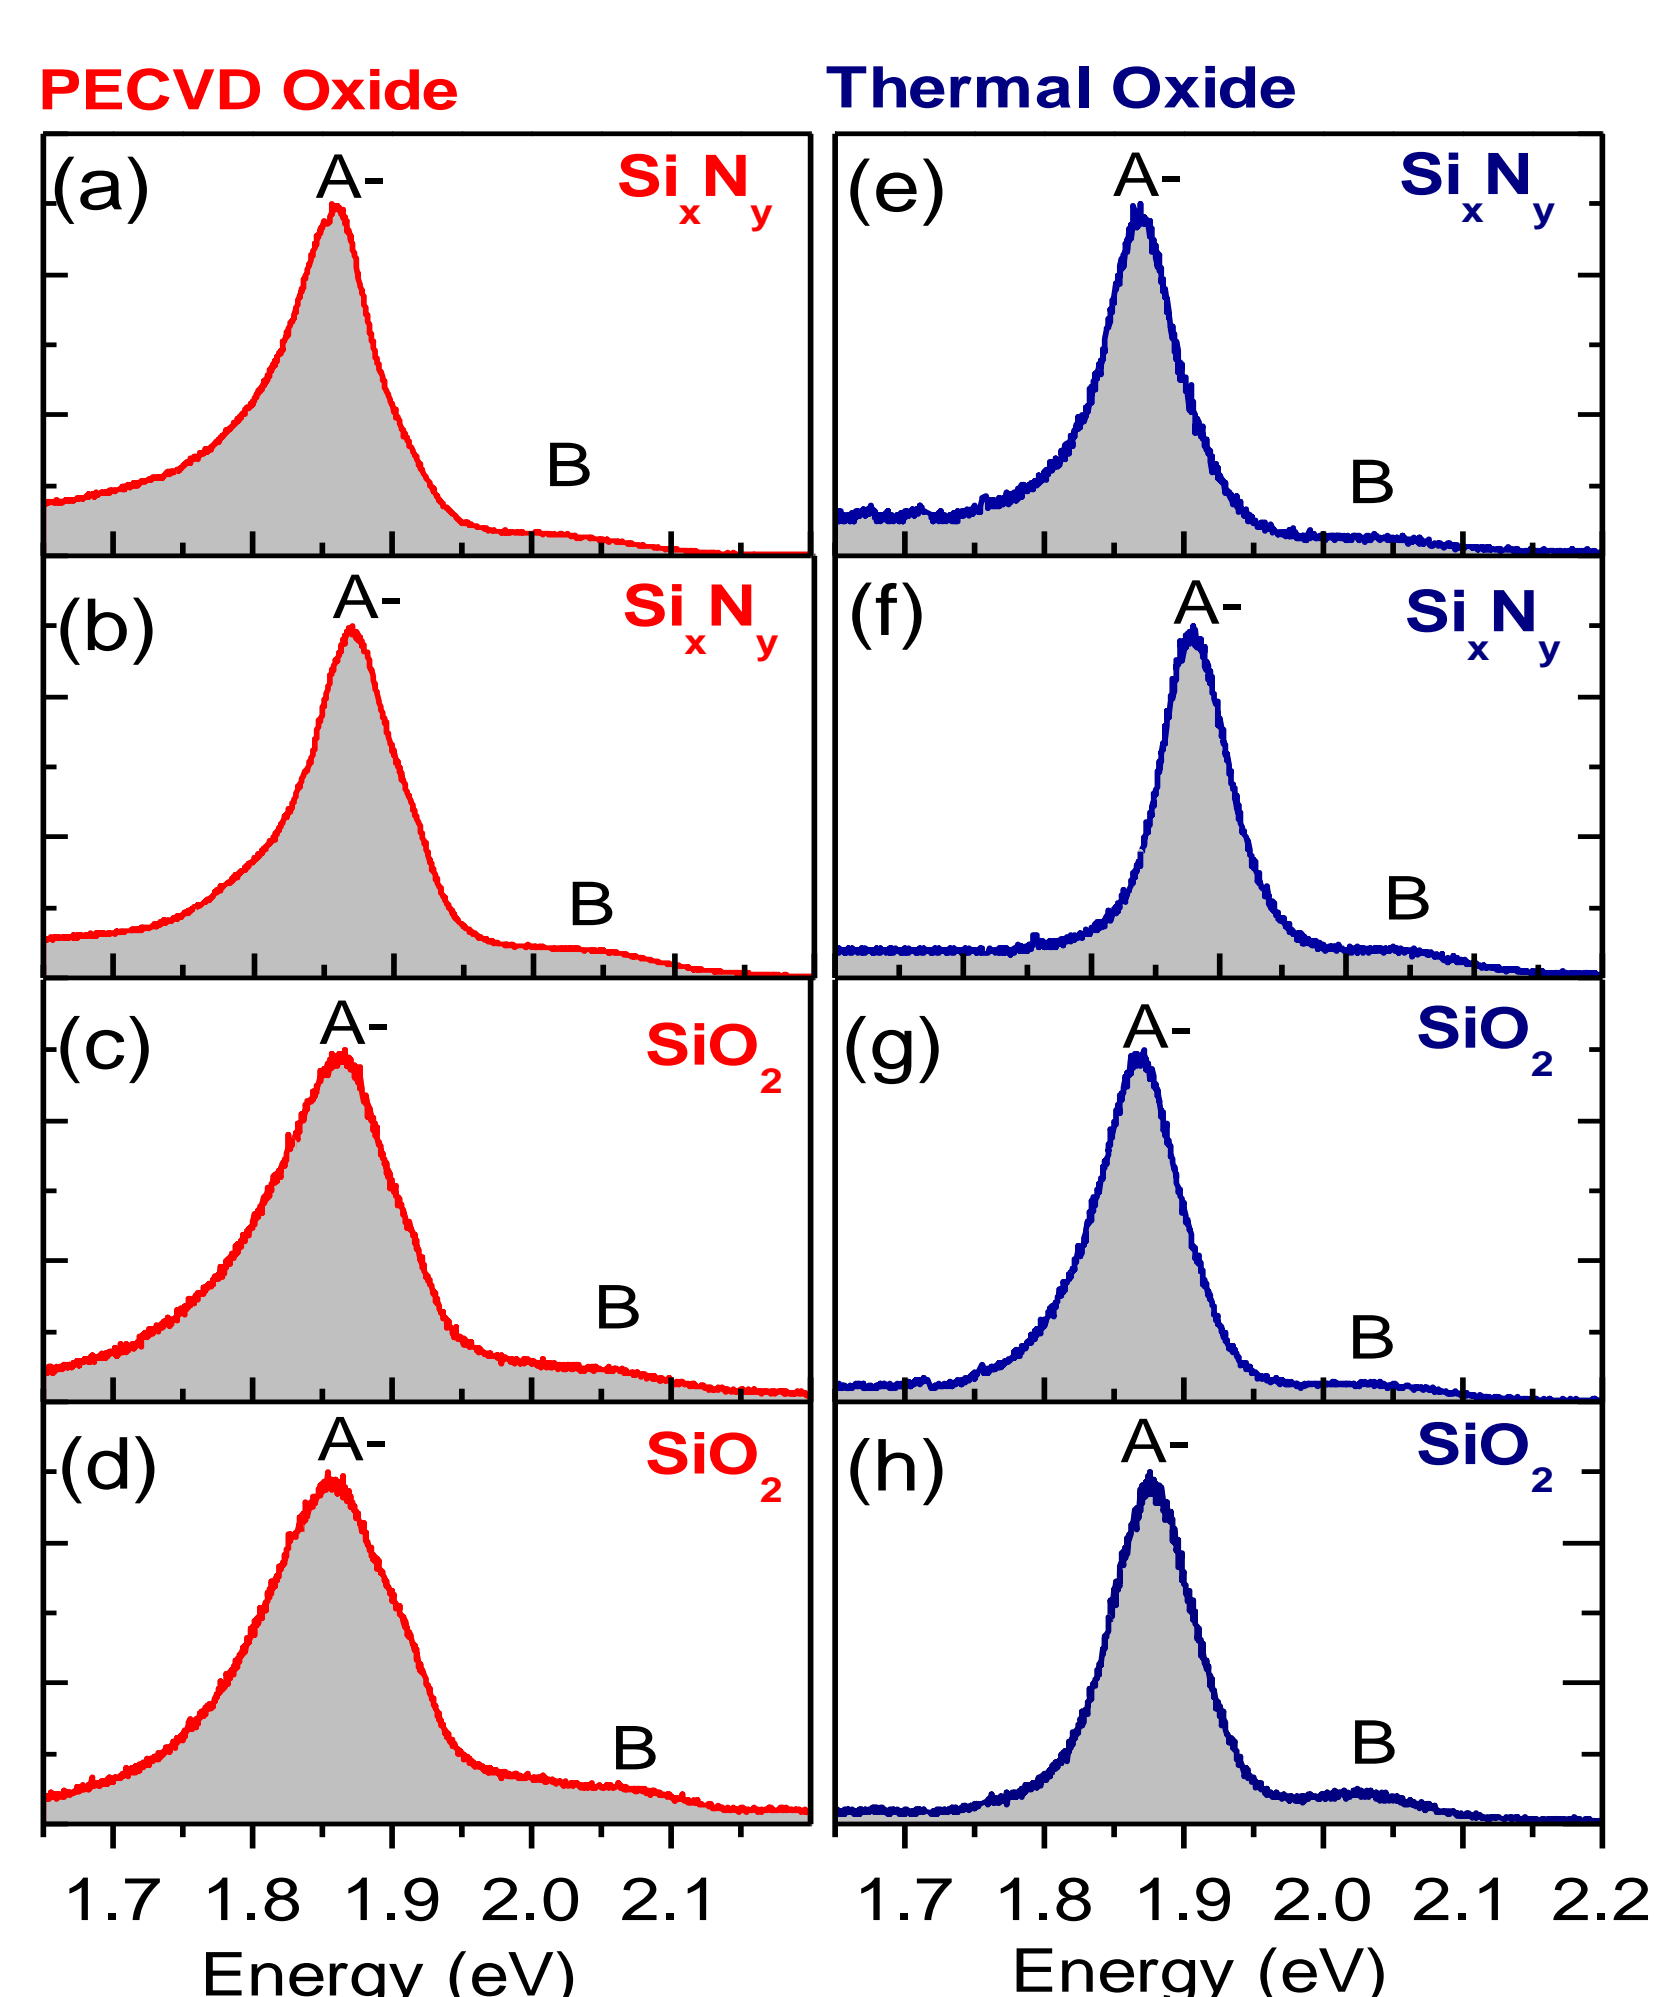 PECVD Oxide
Thermal Oxide
(a) A- SixNy
B
(e) A- SixNy
B
(b) A- SixNy
B
(f) A- SixNy
B
(c) A- SiO2
B
(g) A- SiO2
B
(d) A- SiO2
B
(h) A- SiO2
B
1.7 1.8 1.9 2.0 2.1
1.7 1.8 1.9 2.0 2.1 2.2
Energy (eV)
Energy (eV)